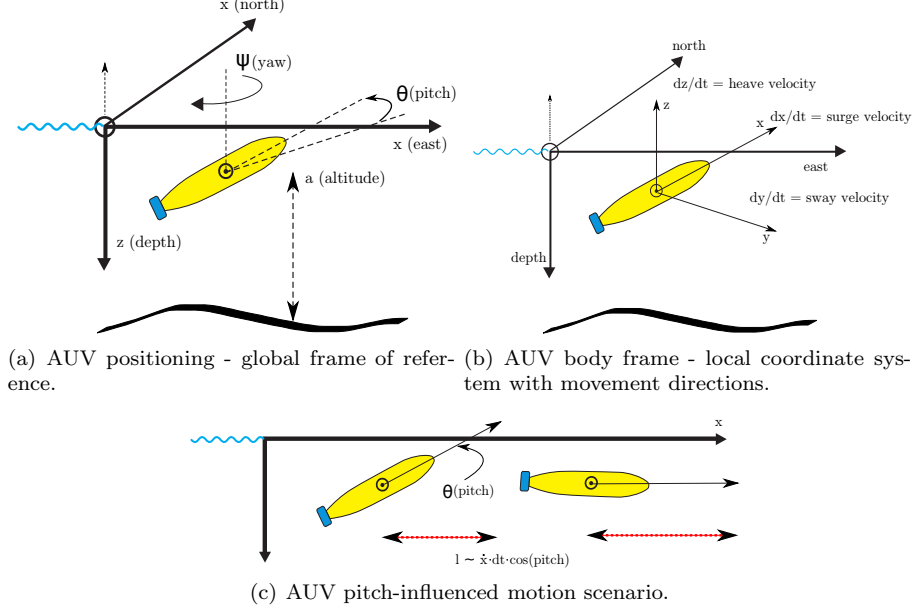 x (north)
Ψ(yaw)
θ(pitch)
x (east)
a (altitude)
z (depth)
(a) AUV positioning - global frame of refer-
ence.
north
dz/dt = heave velocity
z
dx/dt = surge velocity
x
east
dy/dt = sway velocity
y
depth
(b) AUV body frame - local coordinate sys-
tem with movement directions.
x
θ(pitch)
l ~ ẋ·dt·cos(pitch)
(c) AUV pitch-influenced motion scenario.